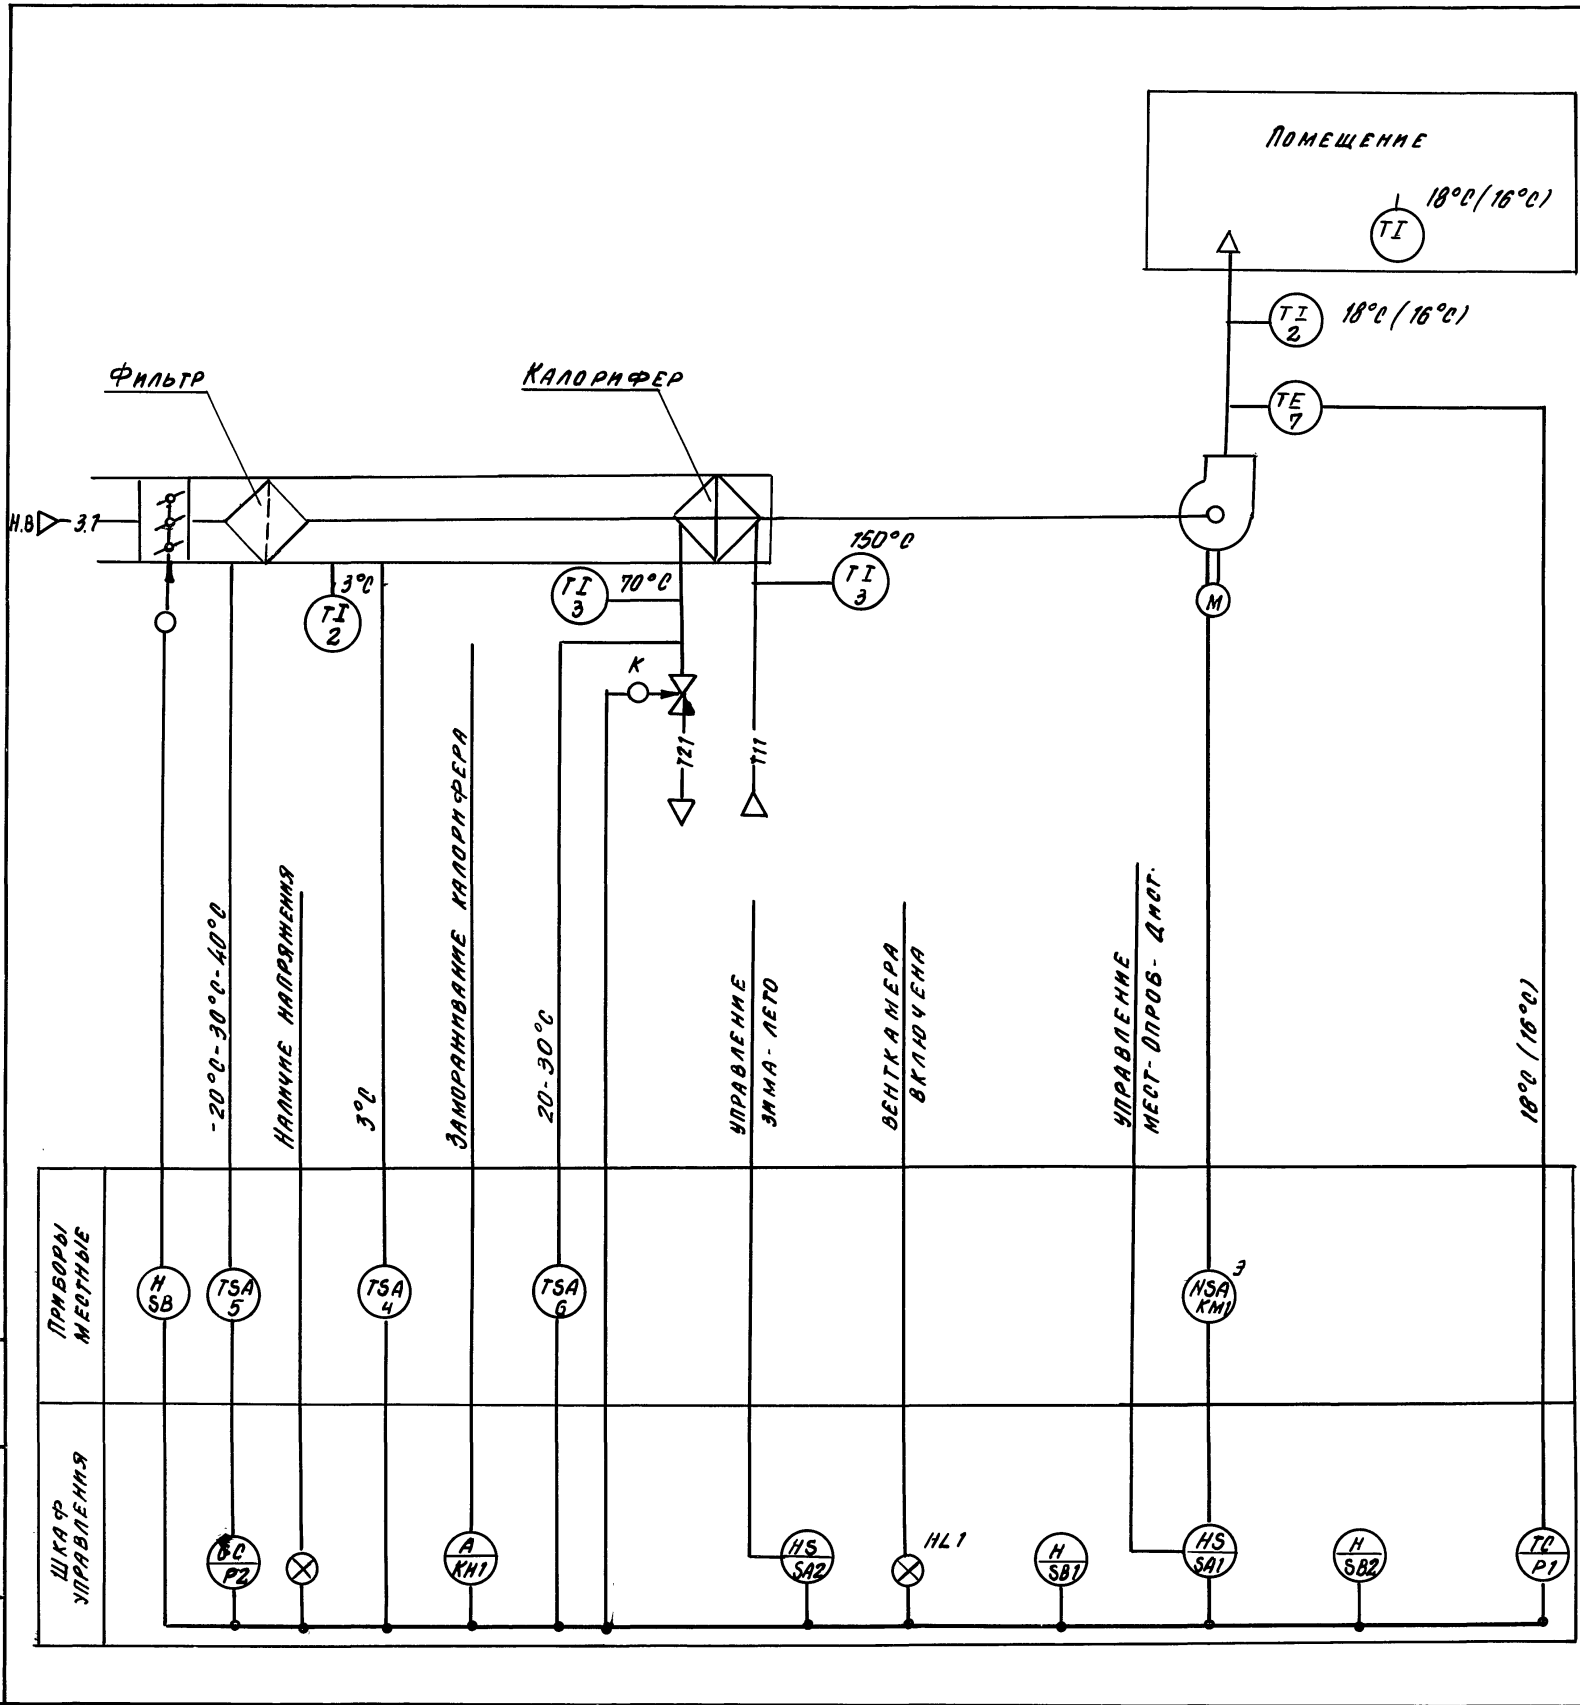 ПОМЕЩЕНИЕ
18°С (16°С)
TI
TI
2
18°С (16°С)
ФИЛЬТР
КАЛОРИФЕР
TE
7
Н.В
3.1
150°С
TI
3
TI
3
70°С
3°С
TI
2
М
К
Т21
Т11
-20°С-30°С-40°С
НАЛИЧИЕ НАПРЯЖЕНИЯ
3°С
ЗАМОРАЖИВАНИЕ КАЛОРИФЕРА
20-30°С
УПРАВЛЕНИЕ
ЗИМА-ЛЕТО
ВЕНТКАМЕРА
ВКЛЮЧЕНА
УПРАВЛЕНИЕ
МЕСТ-ОПРОБ-ДИСТ.
18°С (16°С)
ПРИБОРЫ
МЕСТНЫЕ
H
SB
TSA
5
TSA
4
TSA
6
NSA
KM1
Э
ШКАФ
УПРАВЛЕНИЯ
P2
A
KH1
HS
SA2
HL1
H
SB1
HS
SA1
H
SB2
TC
P1